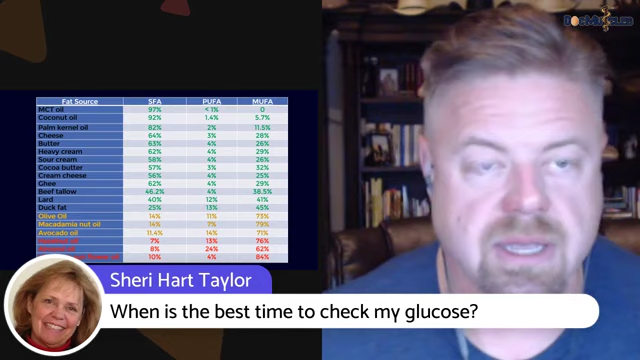 DocMuscles
Fat Source SFA PUFA MUFA
MCT oil 97% < 1% 0
Coconut oil 92% 1.4% 5.7%
Palm kernel oil 82% 2% 11.5%
Cheese 64% 3% 28%
Butter 63% 4% 26%
Heavy cream 62% 4% 29%
Sour cream 58% 4% 26%
Cocoa butter 57% 3% 32%
Cream cheese 56% 4% 25%
Ghee 62% 4% 29%
Beef tallow 46.2% 4% 38.5%
Lard 40% 12% 41%
Duck fat 25% 13% 45%
Olive Oil 14% 11% 73%
Macadamia nut oil 14% 7% 79%
Avocado oil 11.4% 14% 71%
7% 13% 76%
8% 24% 62%
10% 4% 84%
Sheri Hart Taylor
When is the best time to check my glucose?